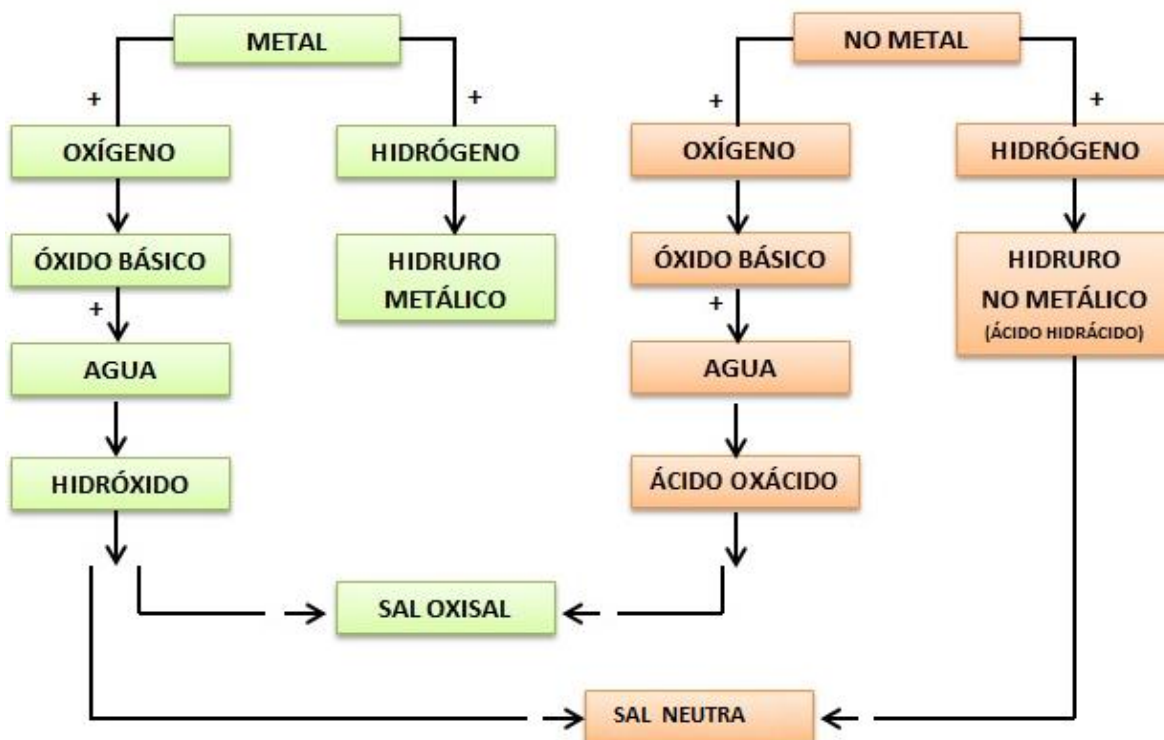 METAL
NO METAL
+
+
+
+
OXÍGENO
HIDRÓGENO
OXÍGENO
HIDRÓGENO
ÓXIDO BÁSICO
HIDRURO
METÁLICO
ÓXIDO BÁSICO
HIDRURO
NO METÁLICO
(ÁCIDO HIDRÁCIDO)
+
+
AGUA
AGUA
HIDRÓXIDO
ÁCIDO OXÁCIDO
SAL OXISAL
SAL NEUTRA